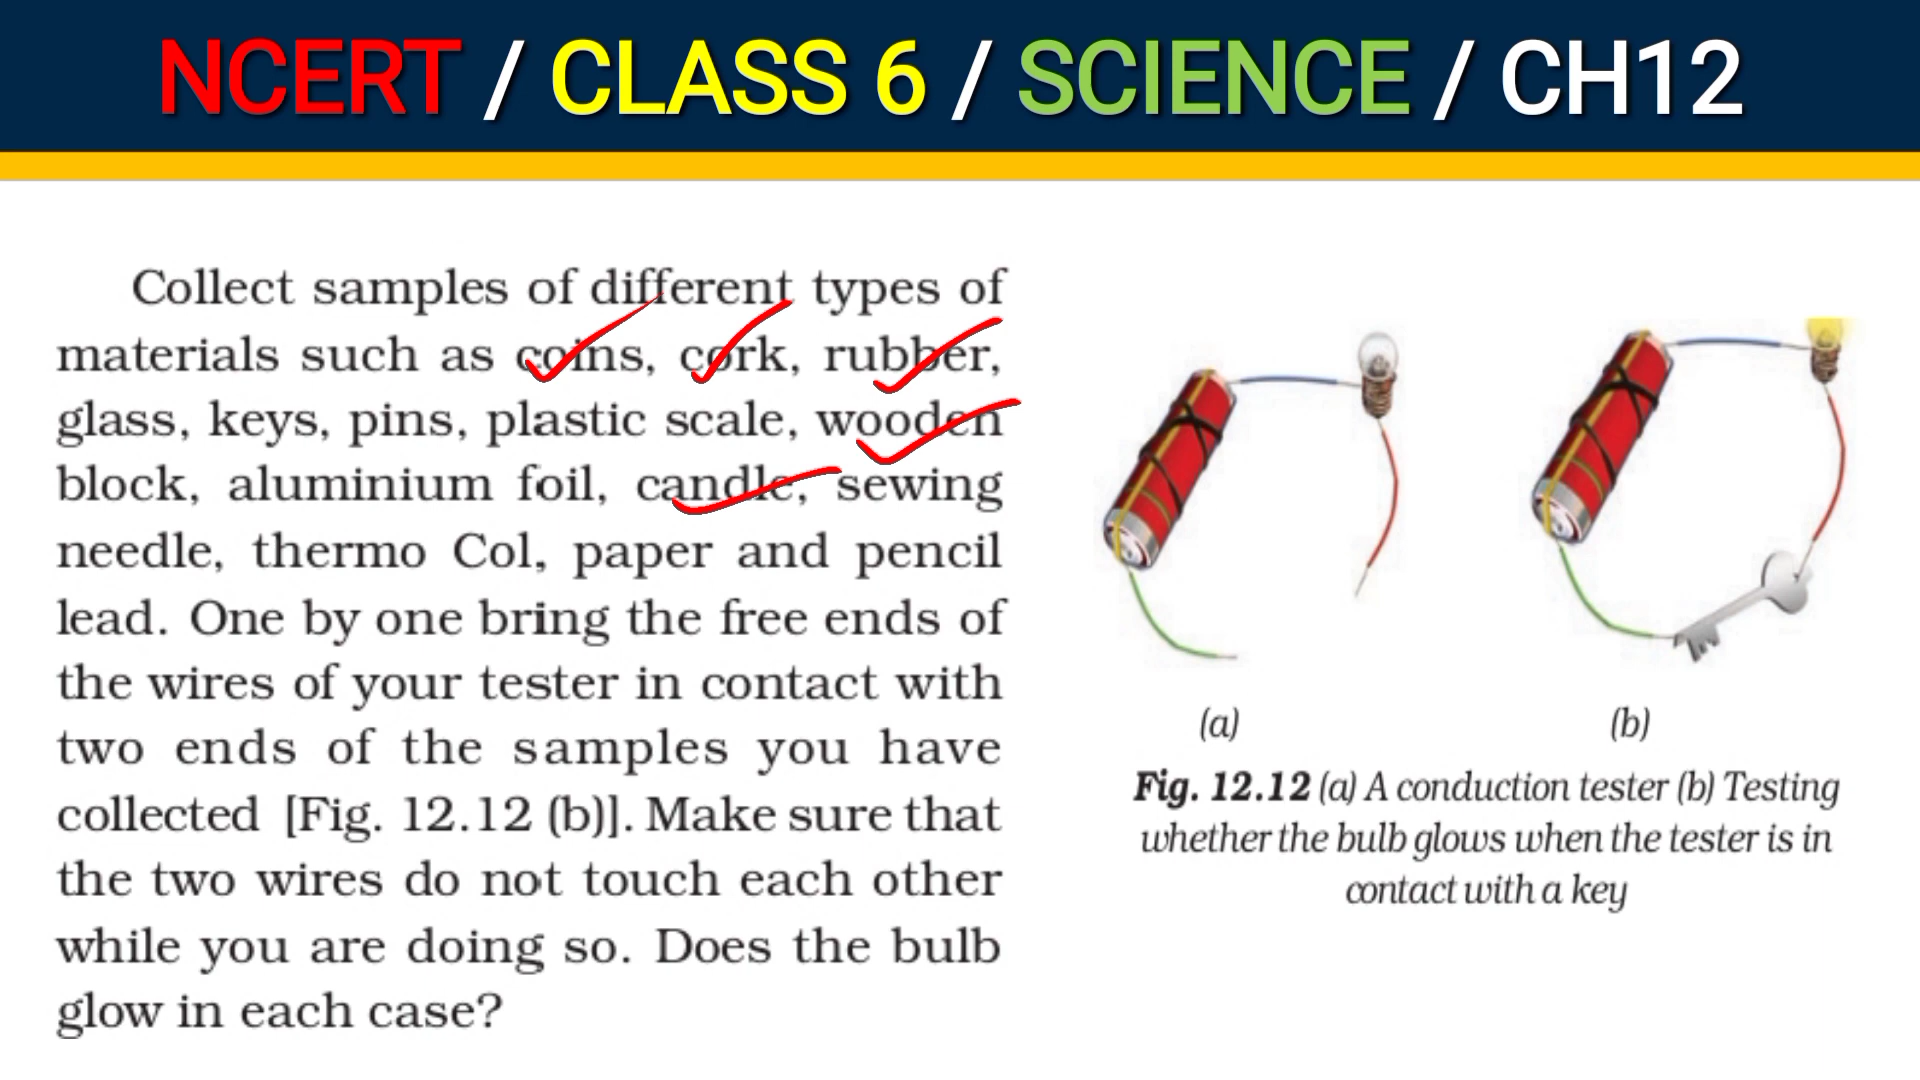 NCERT / CLASS 6 / SCIENCE / CH12
Collect samples of different types of
materials such as coins, cork, rubber,
glass, keys, pins, plastic scale, wooden
block, aluminium foil, candle, sewing
needle, thermo Col, paper and pencil
lead. One by one bring the free ends of
the wires of your tester in contact with
two ends of the samples you have
collected [Fig. 12.12 (b)]. Make sure that
the two wires do not touch each other
while you are doing so. Does the bulb
glow in each case?
(a)
(b)
Fig. 12.12 (a) A conduction tester (b) Testing
whether the bulb glows when the tester is in
contact with a key